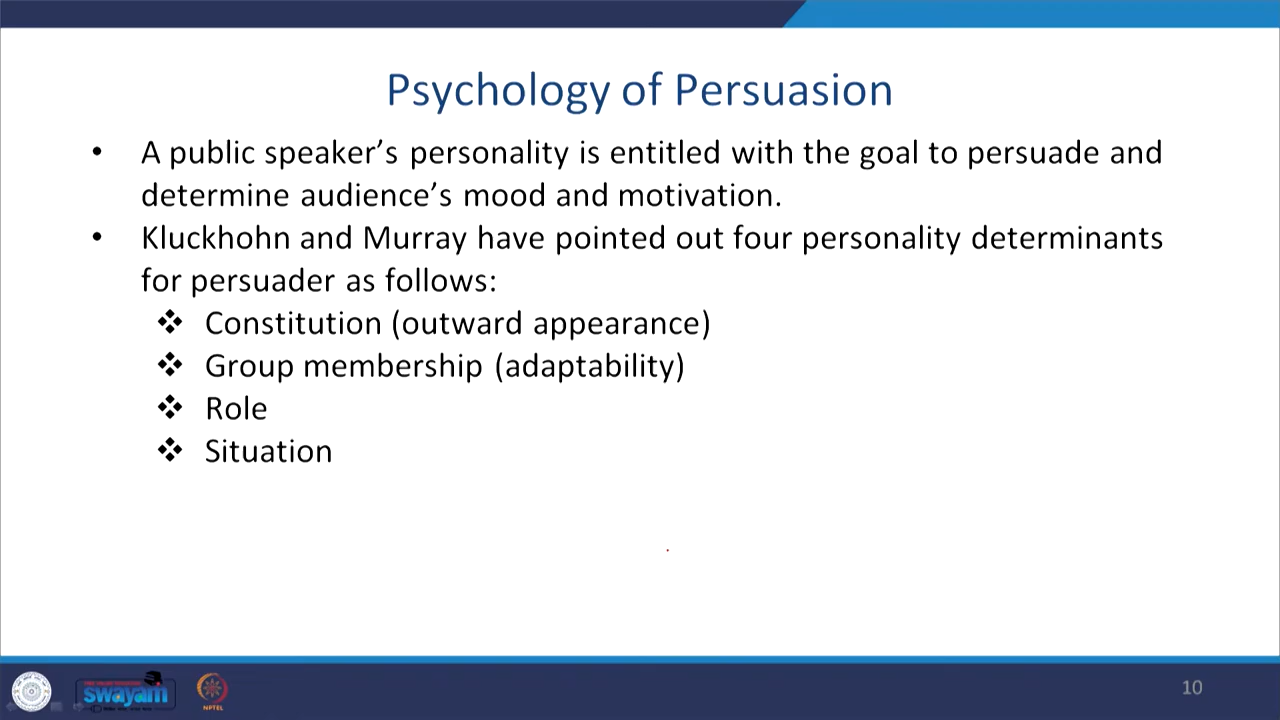 Psychology of Persuasion
• A public speaker’s personality is entitled with the goal to persuade and
determine audience’s mood and motivation.
• Kluckhohn and Murray have pointed out four personality determinants
for persuader as follows:
❖ Constitution (outward appearance)
❖ Group membership (adaptability)
❖ Role
❖ Situation
swayam
NPTEL
10